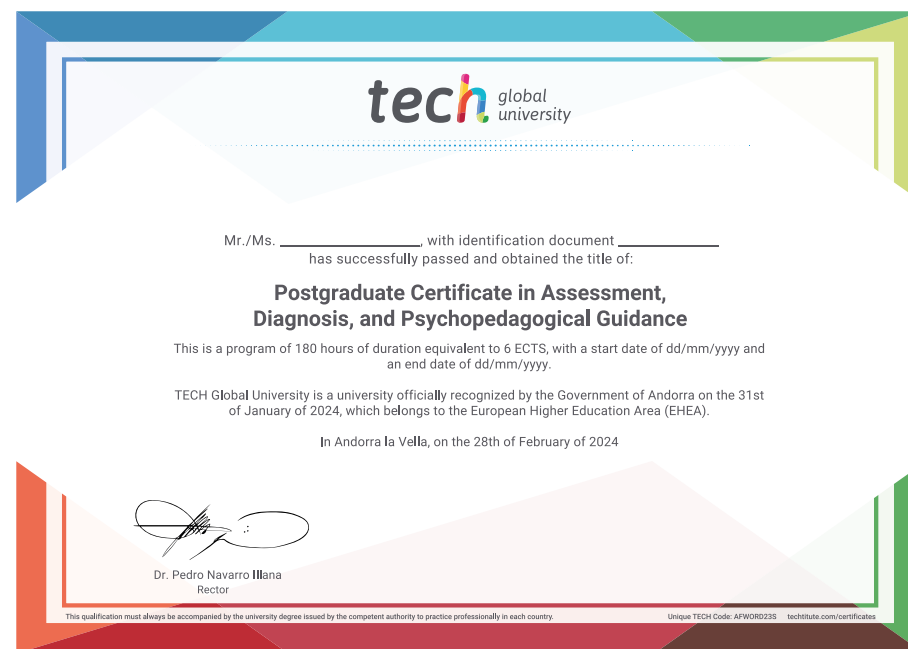 tech global university
Mr./Ms. ____________, with identification document ____________
has successfully passed and obtained the title of:
Postgraduate Certificate in Assessment,
Diagnosis, and Psychopedagogical Guidance
This is a program of 180 hours of duration equivalent to 6 ECTS, with a start date of dd/mm/yyyy and
an end date of dd/mm/yyyy.
TECH Global University is a university officially recognized by the Government of Andorra on the 31st
of January of 2024, which belongs to the European Higher Education Area (EHEA).
In Andorra la Vella, on the 28th of February of 2024
Dr. Pedro Navarro Illana
Rector
This qualification must always be accompanied by the university degree issued by the competent authority to practice professionally in each country.
Unique TECH Code: AFWORD23S techtitute.com/certificates